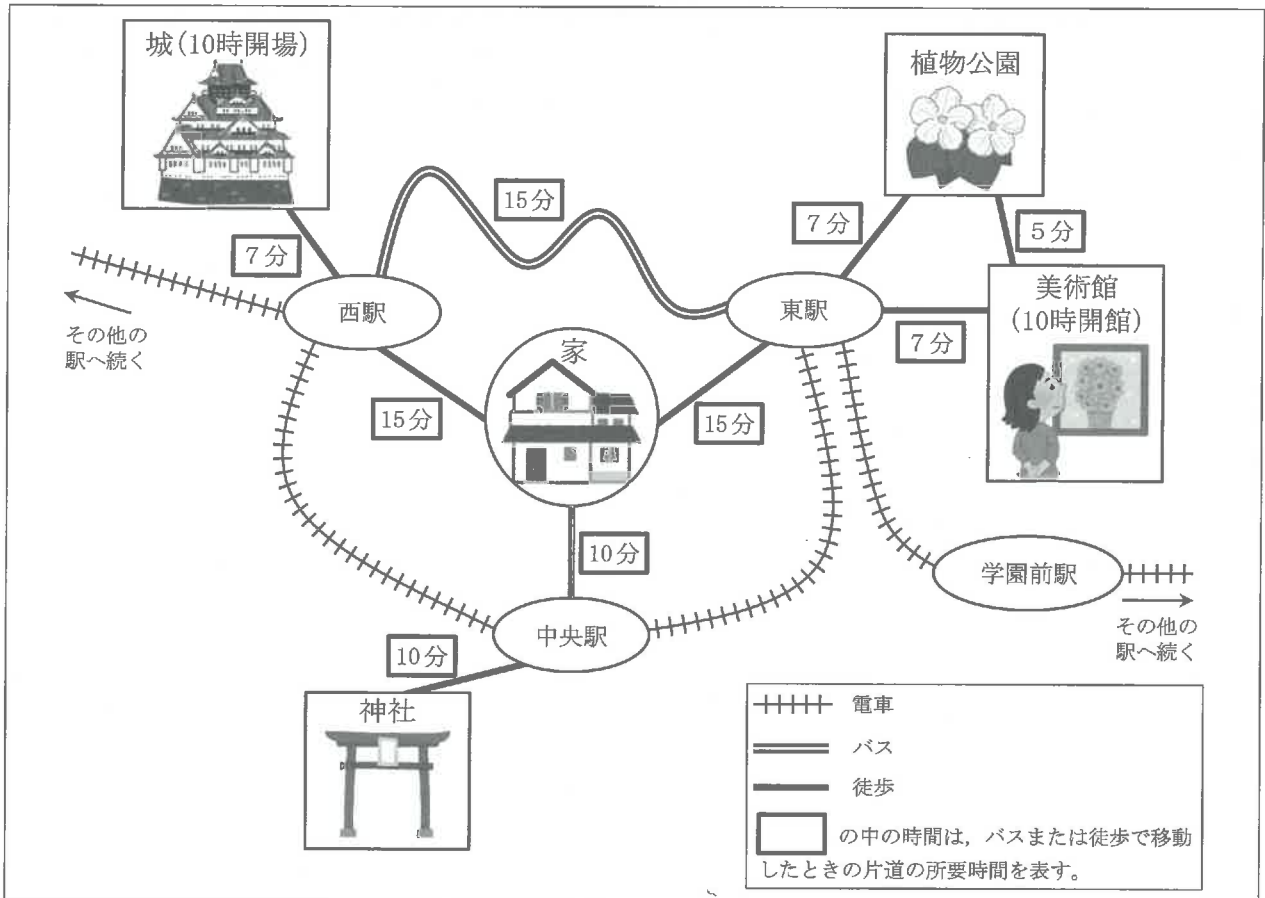 城(10時開場)
植物公園
15分
7分
7分
5分
美術館
(10時開館)
西駅
東駅
7分
その他の
駅へ続く
家
15分
15分
10分
学園前駅
その他の
駅へ続く
中央駅
10分
神社
電車
バス
徒歩
の中の時間は，バスまたは徒歩で移動
したときの片道の所要時間を表す。